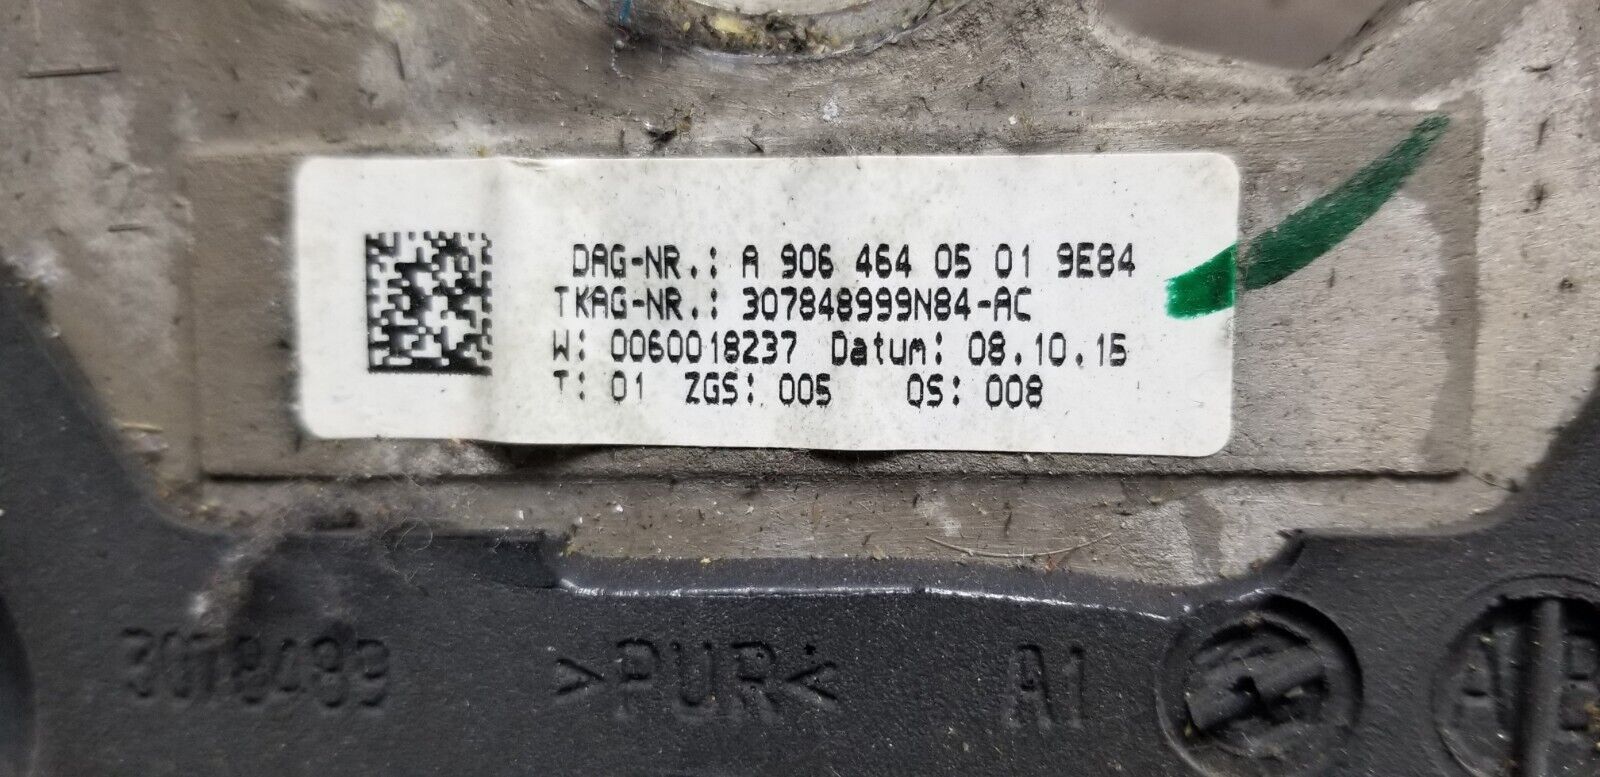 DAG-NR.: A 906 464 05 01 9E84
TKAG-NR.: 307848999N84-AC
W: 0060018237 Datum: 08.10.15
T: 01 ZGS: 005 QS: 008
3078489 >PUR< A1